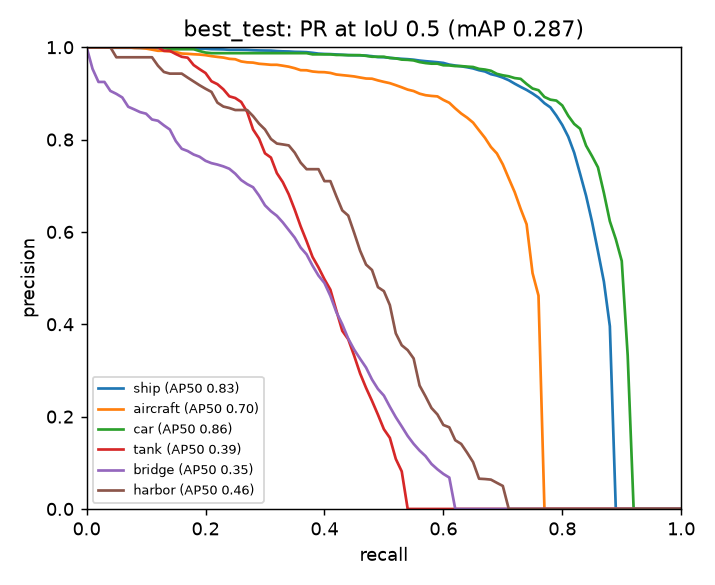 best_test: PR at IoU 0.5 (mAP 0.287)
precision
1.0
0.8
0.6
0.4
0.2
0.0
ship (AP50 0.83)
aircraft (AP50 0.70)
car (AP50 0.86)
tank (AP50 0.39)
bridge (AP50 0.35)
harbor (AP50 0.46)
0.0 0.2 0.4 0.6 0.8 1.0
recall